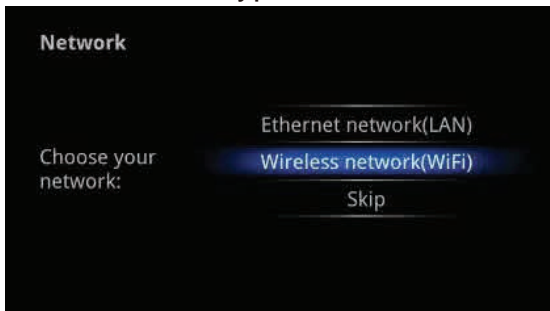 Network
Ethernet network(LAN)
Choose your
Wireless network(WiFi)
network:
Skip